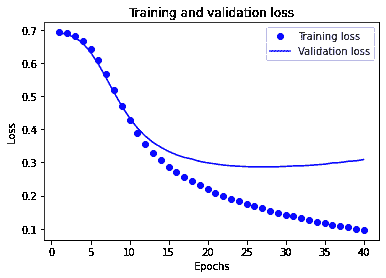 Training and validation loss
Training loss
Validation loss
Loss
0.7
0.6
0.5
0.4
0.3
0.2
0.1
0 5 10 15 20 25 30 35 40
Epochs